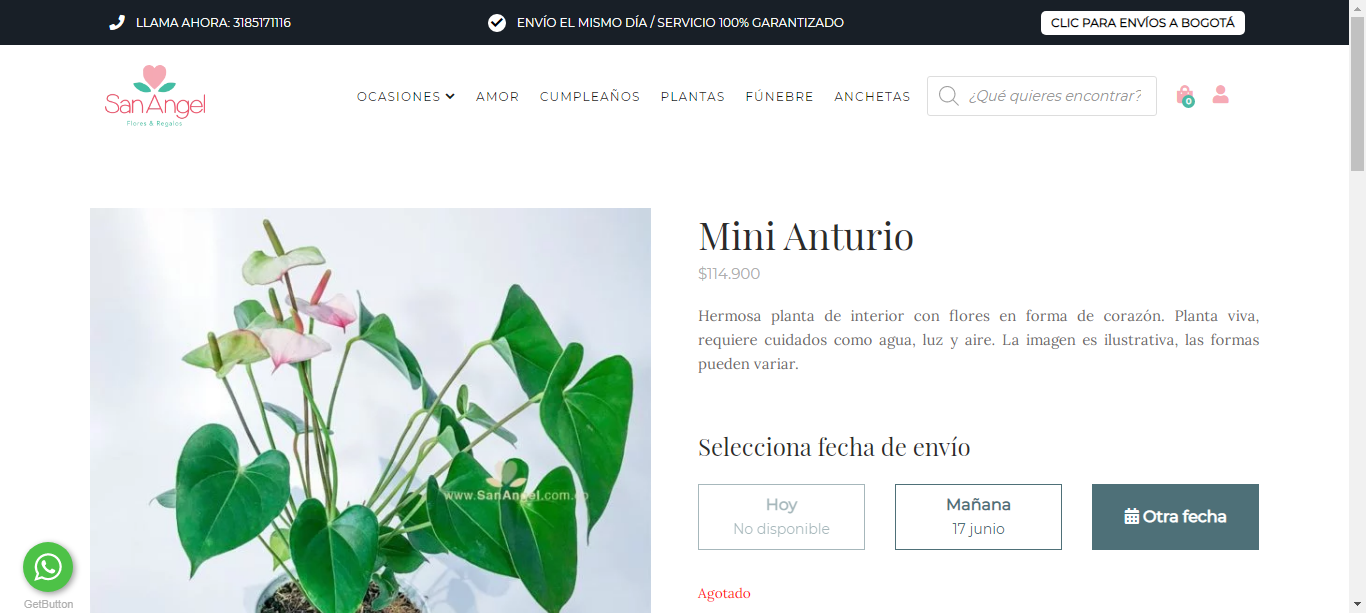 LLAMA AHORA: 3185171116
ENVÍO EL MISMO DÍA / SERVICIO 100% GARANTIZADO
CLIC PARA ENVÍOS A BOGOTÁ
SanAngel
Flores & Regalos
OCASIONES
AMOR
CUMPLEAÑOS
PLANTAS
FÚNEBRE
ANCHETAS
¿Qué quieres encontrar?
0
Mini Anturio
$114.900
Hermosa planta de interior con flores en forma de corazón. Planta viva,
requiere cuidados como agua, luz y aire. La imagen es ilustrativa, las formas
pueden variar.
Selecciona fecha de envío
Hoy
No disponible
Mañana
17 junio
Otra fecha
www.SanAngel.com.co
Agotado
GetButton